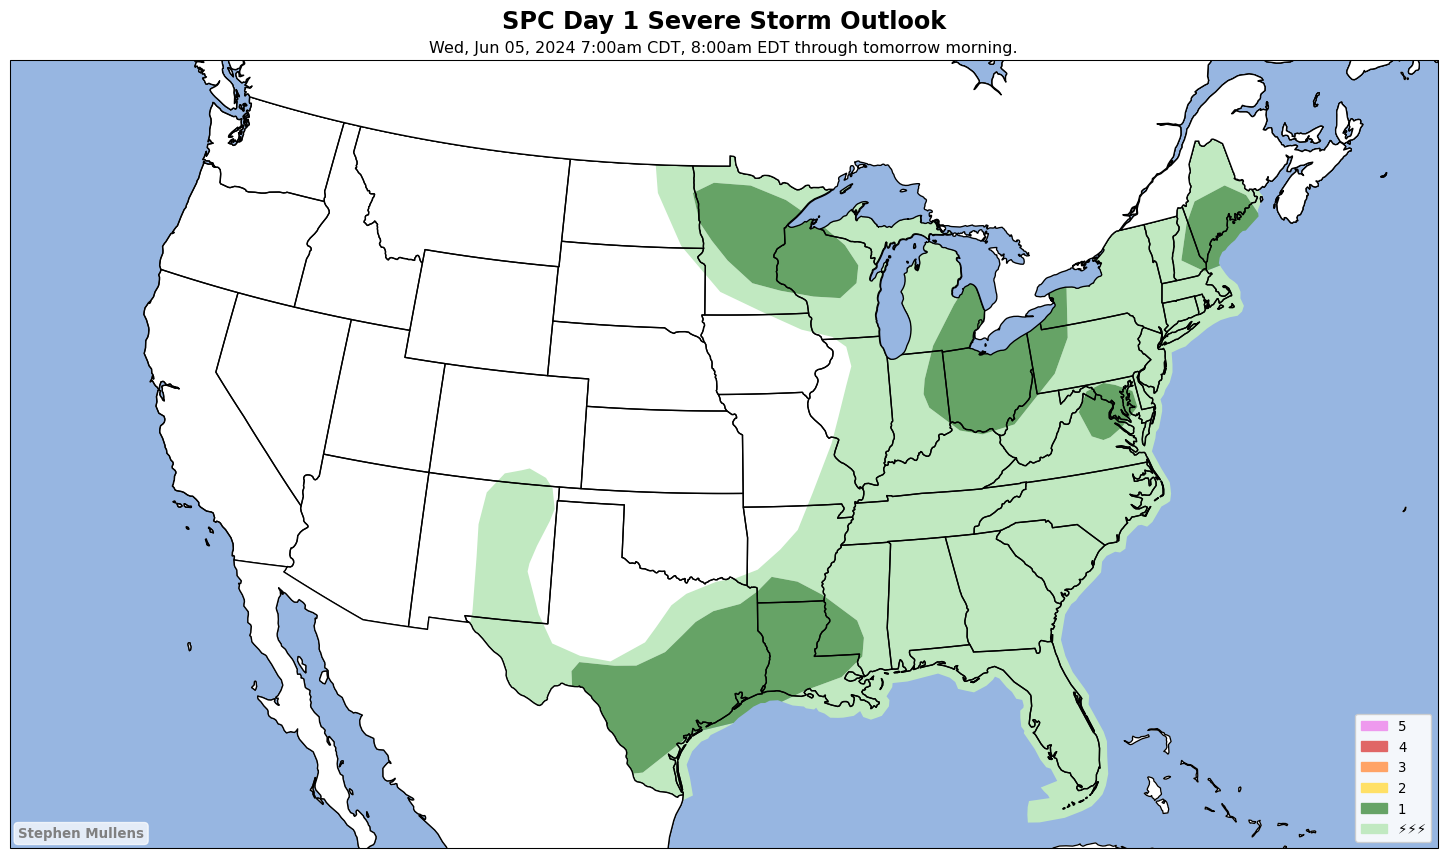 SPC Day 1 Severe Storm Outlook
Wed, Jun 05, 2024 7:00am CDT, 8:00am EDT through tomorrow morning.
5
4
3
2
1
⚡⚡⚡
Stephen Mullens